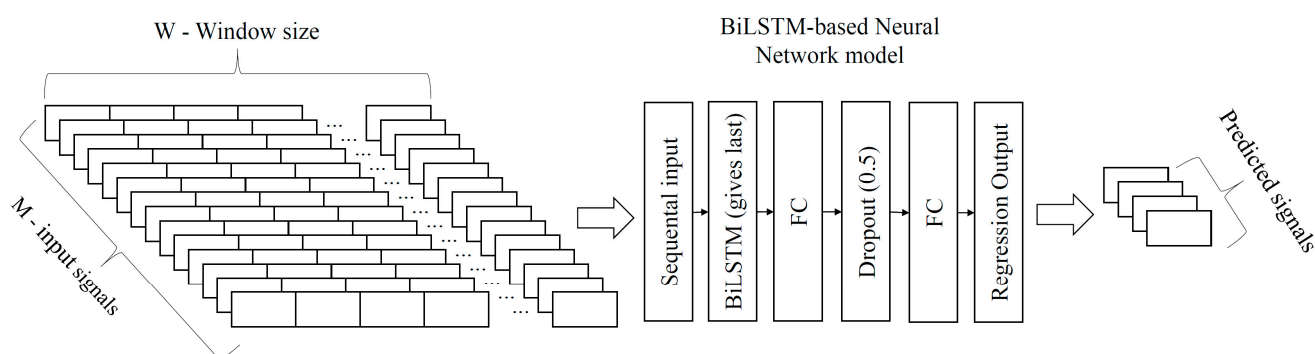 W - Window size
M - input signals
BiLSTM-based Neural
Network model
Sequental input
BiLSTM (gives last)
FC
Dropout (0.5)
FC
Regression Output
Predicted
signals